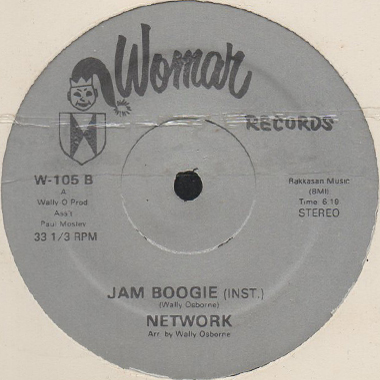 Womar
RECORDS
W-105 B
A
Wally O Prod
Ass't
Paul Mosley
33 1/3 RPM
Rakkasan Music
(BMI)
Time 6.19
STEREO
JAM BOOGIE (INST.)
(Wally Osborne)
NETWORK
Arr. by Wally Osborne